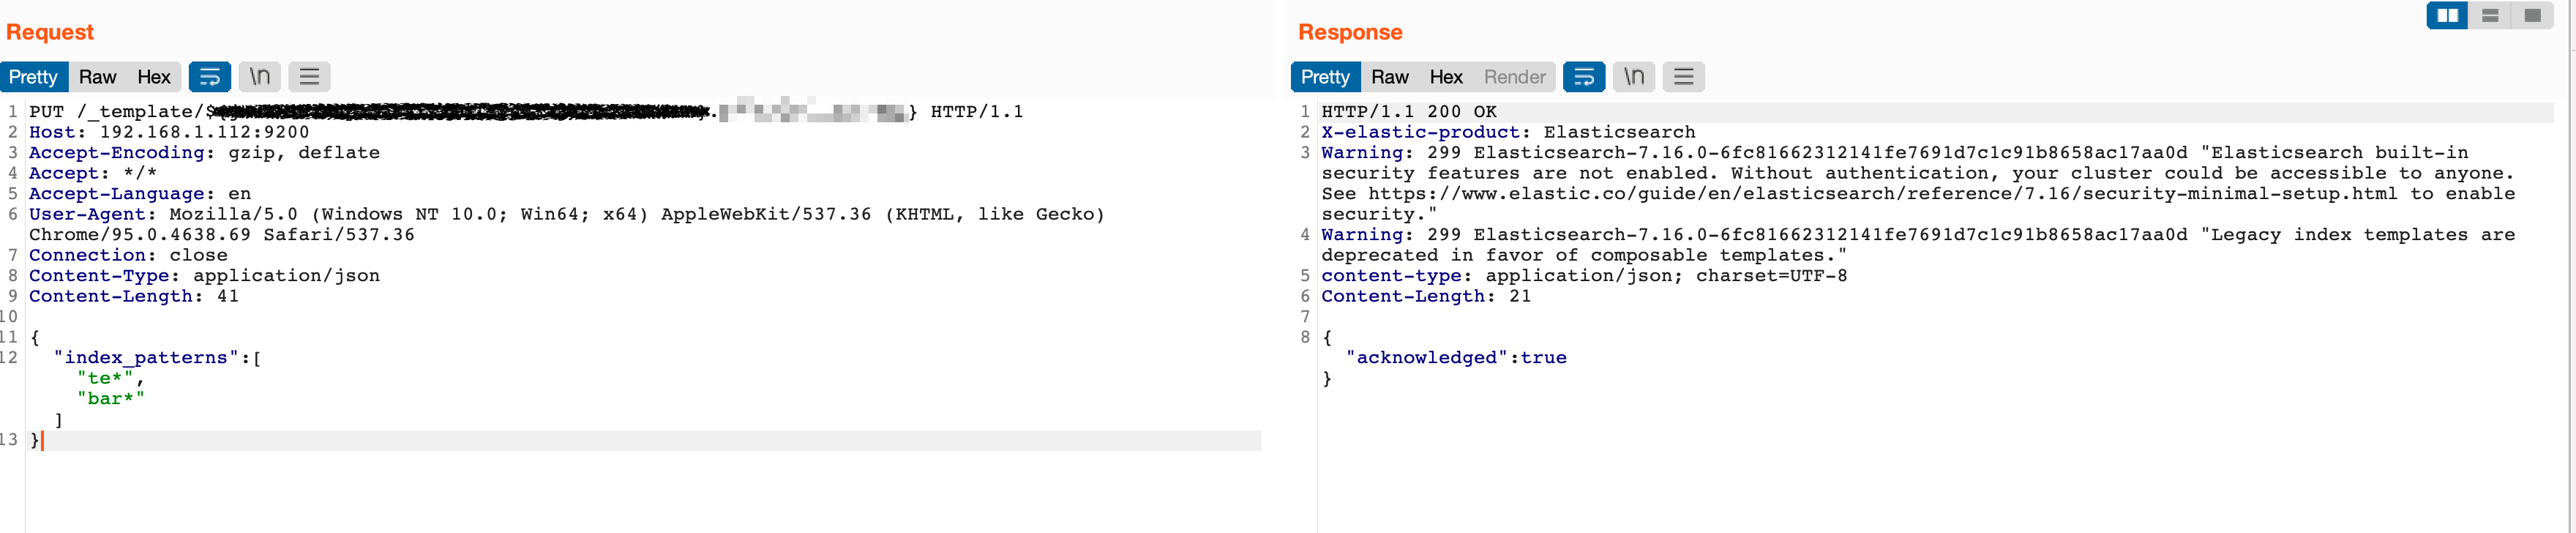 Request
Pretty Raw Hex \n
1 PUT /_template/$ . } HTTP/1.1
2 Host: 192.168.1.112:9200
3 Accept-Encoding: gzip, deflate
4 Accept: */*
5 Accept-Language: en
6 User-Agent: Mozilla/5.0 (Windows NT 10.0; Win64; x64) AppleWebKit/537.36 (KHTML, like Gecko)
Chrome/95.0.4638.69 Safari/537.36
7 Connection: close
8 Content-Type: application/json
9 Content-Length: 41
10
11 {
12 "index_patterns":[
"te*",
"bar*"
]
13 }
Response
Pretty Raw Hex Render \n
1 HTTP/1.1 200 OK
2 X-elastic-product: Elasticsearch
3 Warning: 299 Elasticsearch-7.16.0-6fc81662312141fe7691d7c1c91b8658ac17aa0d "Elasticsearch built-in
security features are not enabled. Without authentication, your cluster could be accessible to anyone.
See https://www.elastic.co/guide/en/elasticsearch/reference/7.16/security-minimal-setup.html to enable
security."
4 Warning: 299 Elasticsearch-7.16.0-6fc81662312141fe7691d7c1c91b8658ac17aa0d "Legacy index templates are
deprecated in favor of composable templates."
5 content-type: application/json; charset=UTF-8
6 Content-Length: 21
7
8 {
"acknowledged":true
}